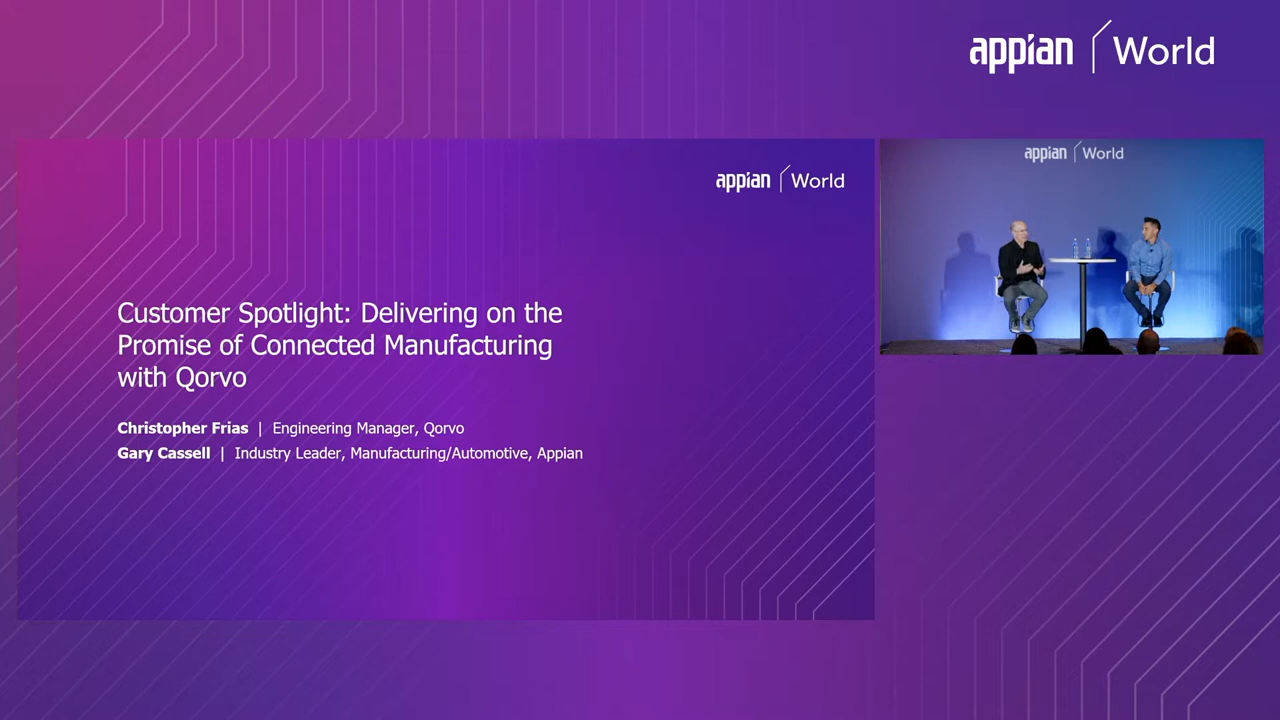 appian World
appian World
appian World
Customer Spotlight: Delivering on the
Promise of Connected Manufacturing
with Qorvo
Christopher Frias | Engineering Manager, Qorvo
Gary Cassell | Industry Leader, Manufacturing/Automotive, Appian